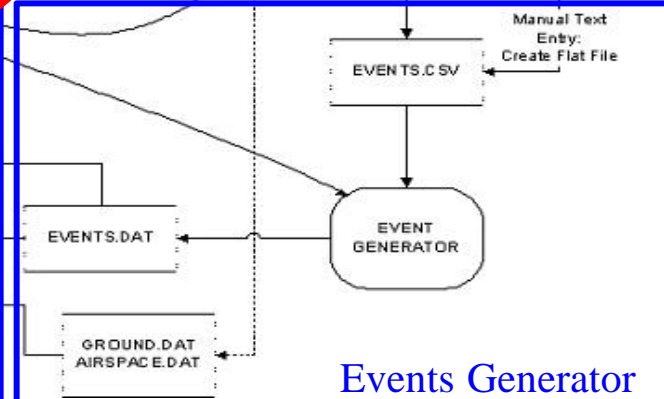 Manual Text
Entry:
Create Flat File
EVENTS.CSV
EVENT
GENERATOR
EVENTS.DAT
GROUND.DAT
AIRSPACE.DAT
Events Generator